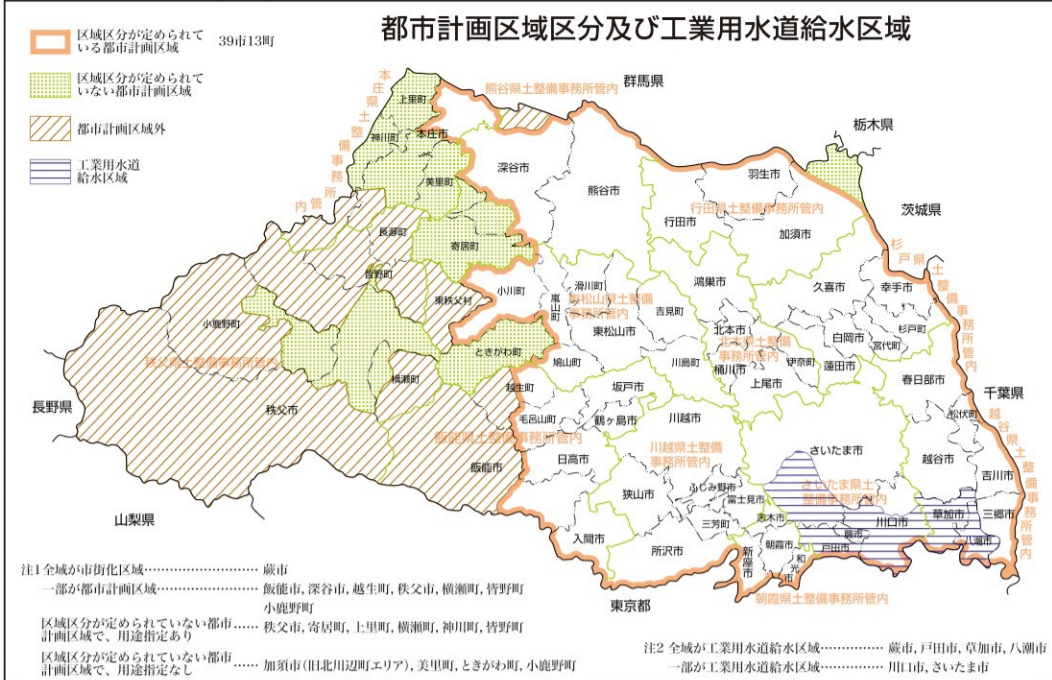 都市計画区域区分及び工業用水道給水区域
区域区分が定められて
いる都市計画区域
39市13町
区域区分が定められて
いない都市計画区域
都市計画区域外
工業用水道
給水区域
群馬県
栃木県
茨城県
千葉県
東京都
山梨県
長野県
本庄県土整備事務所管内
熊谷県土整備事務所管内
行田県土整備事務所管内
杉戸県土整備事務所管内
越谷県土整備事務所管内
東松山県土整備
事務所管内
北本県土整備
事務所管内
秩父県土整備事務所管内
飯能県土整備事務所管内
川越県土整備
事務所管内
さいたま県土
整備事務所管内
朝霞県土整備事務所管内
上里町
神川町
本庄市
美里町
深谷市
熊谷市
羽生市
行田市
加須市
長瀞町
寄居町
皆野町
東秩父村
小川町
嵐山町
滑川町
吉見町
鴻巣市
久喜市
幸手市
小鹿野町
東松山市
北本市
白岡市
杉戸町
宮代町
ときがわ町
鳩山町
川島町
桶川市
伊奈町
蓮田市
横瀬町
越生町
坂戸市
上尾市
春日部市
秩父市
毛呂山町
鶴ヶ島市
川越市
松伏町
さいたま市
越谷市
飯能市
日高市
吉川市
狭山市
ふじみ野市
富士見市
志木市
三芳町
川口市
草加市
三郷市
入間市
所沢市
新座市
朝霞市
和光市
戸田市
蕨市
八潮市
注1 全域が市街化区域……………… 蕨市
一部が都市計画区域……………… 飯能市, 深谷市, 越生町, 秩父市, 横瀬町, 皆野町
小鹿野町
区域区分が定められていない都市
計画区域で、用途指定あり …… 秩父市, 寄居町, 上里町, 横瀬町, 神川町, 皆野町
区域区分が定められていない都市
計画区域で、用途指定なし …… 加須市(旧北川辺町エリア), 美里町, ときがわ町, 小鹿野町
注2 全域が工業用水道給水区域………… 蕨市, 戸田市, 草加市, 八潮市
一部が工業用水道給水区域………… 川口市, さいたま市